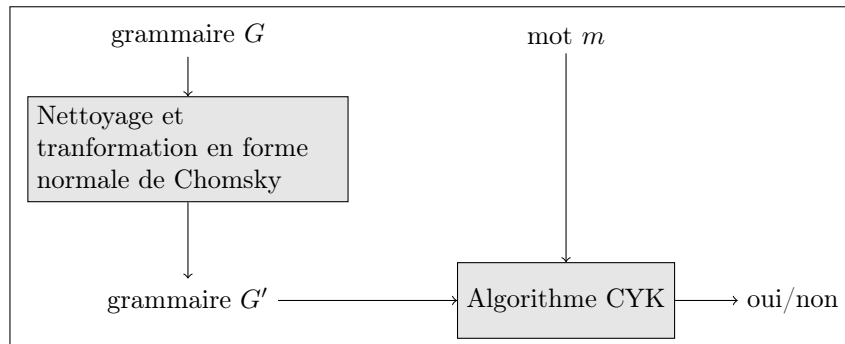 grammaire G
mot m
Nettoyage et
tranformation en forme
normale de Chomsky
grammaire G′
Algorithme CYK
oui/non